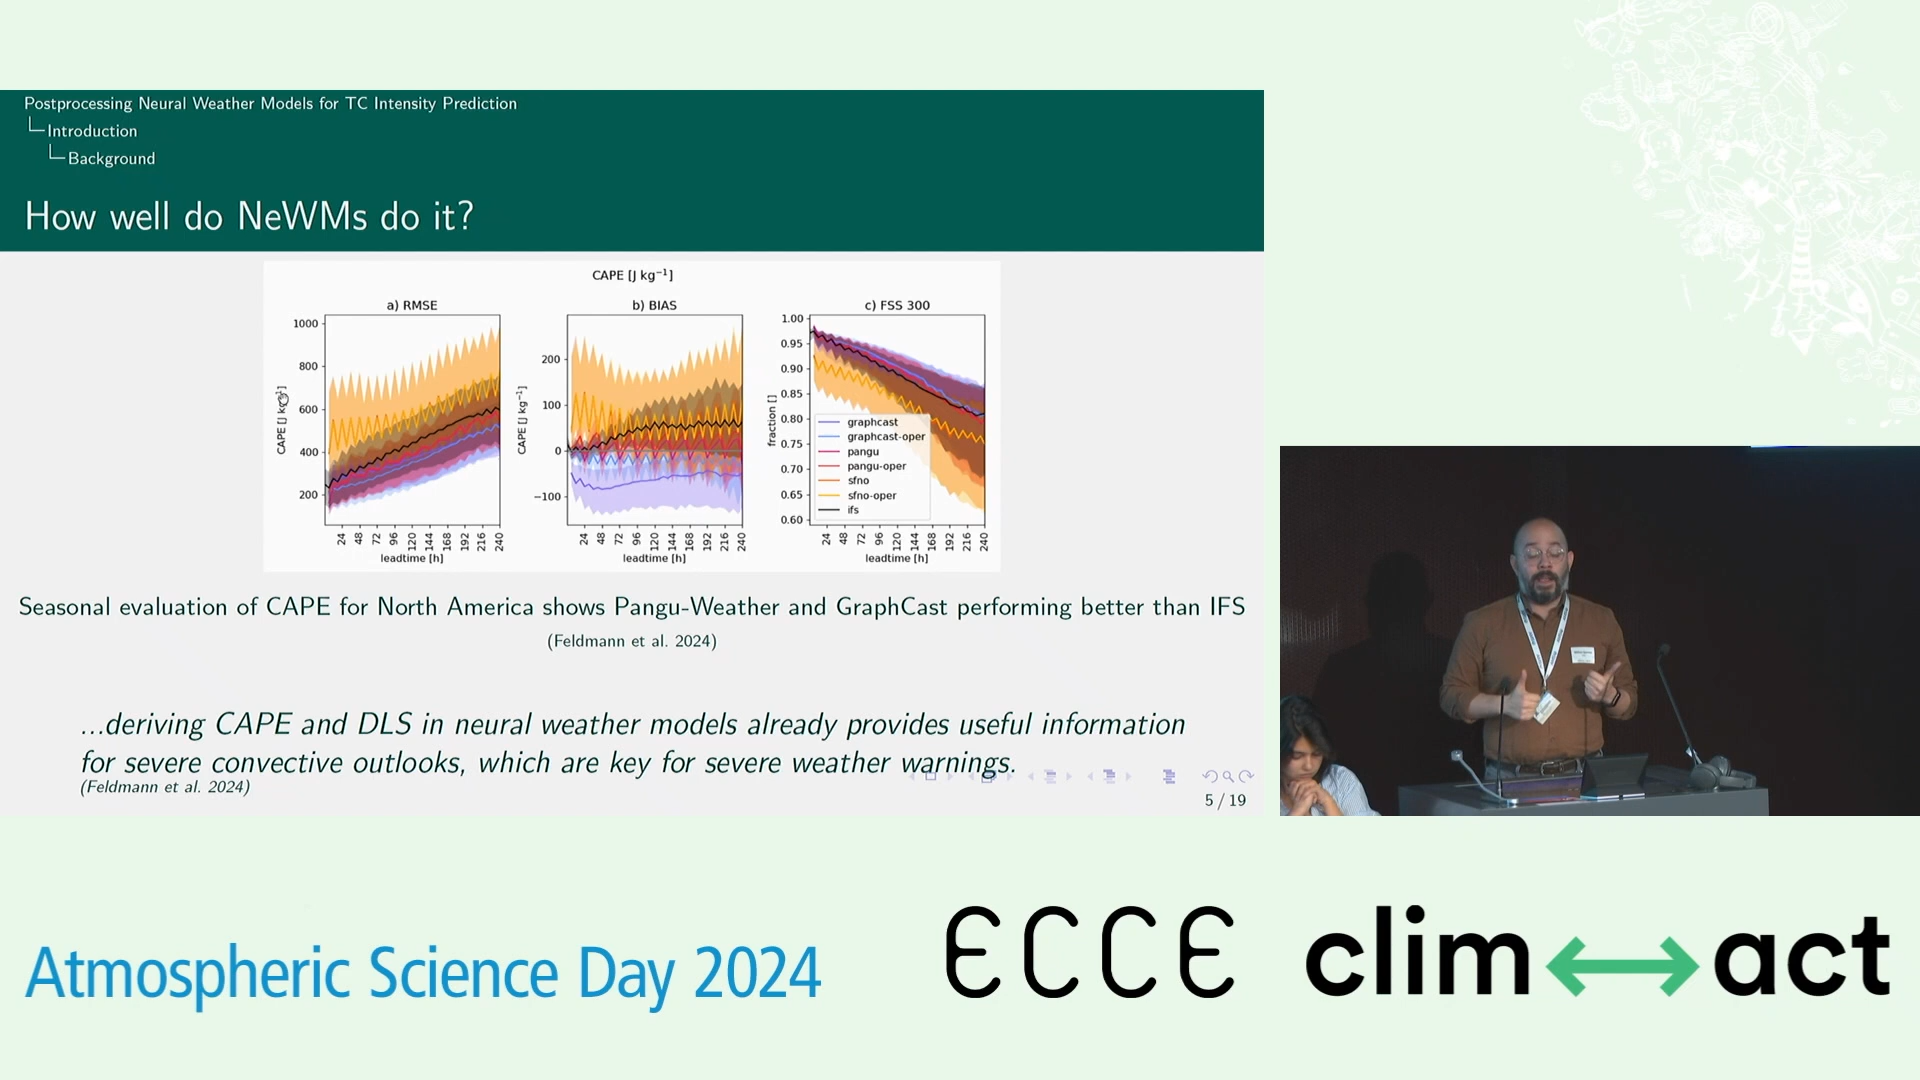 Postprocessing Neural Weather Models for TC Intensity Prediction
Introduction
Background
How well do NeWMs do it?
CAPE [J kg⁻¹]
a) RMSE
b) BIAS
c) FSS 300
1000
800
600
400
200
CAPE [J kg⁻¹]
24 48 72 96 120 144 168 192 216 240
leadtime [h]
200
100
0
−100
CAPE [J kg⁻¹]
24 48 72 96 120 144 168 192 216 240
leadtime [h]
1.00
0.95
0.90
0.85
0.80
0.75
0.70
0.65
0.60
fraction []
graphcast
graphcast-oper
pangu
pangu-oper
sfno
sfno-oper
ifs
24 48 72 96 120 144 168 192 216 240
leadtime [h]
Seasonal evaluation of CAPE for North America shows Pangu-Weather and GraphCast performing better than IFS
(Feldmann et al. 2024)
...deriving CAPE and DLS in neural weather models already provides useful information
for severe convective outlooks, which are key for severe weather warnings.
(Feldmann et al. 2024)
5 / 19
Atmospheric Science Day 2024
ECCE
clim act